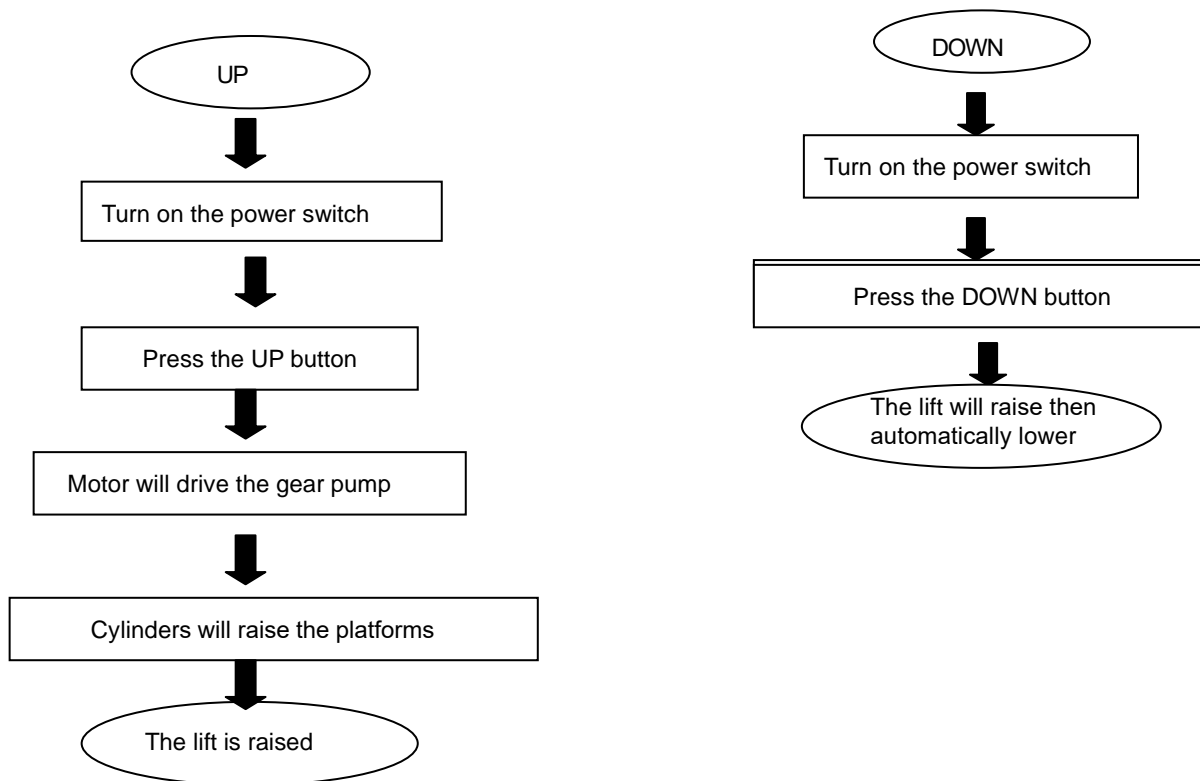 UP
Turn on the power switch
Press the UP button
Motor will drive the gear pump
Cylinders will raise the platforms
The lift is raised
DOWN
Turn on the power switch
Press the DOWN button
The lift will raise then
automatically lower